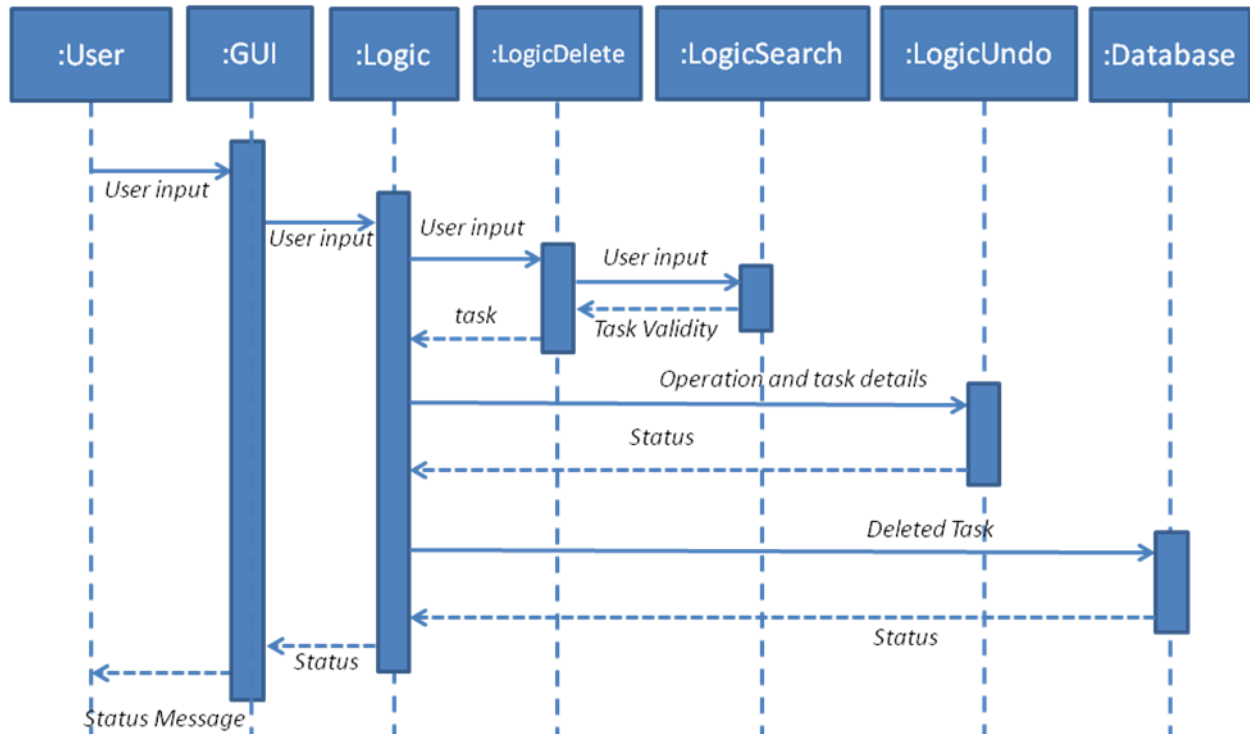 :User
:GUI
:Logic
:LogicDelete
:LogicSearch
:LogicUndo
:Database
User input
User input
User input
User input
task
Task Validity
Operation and task details
Status
Deleted Task
Status
Status
Status Message